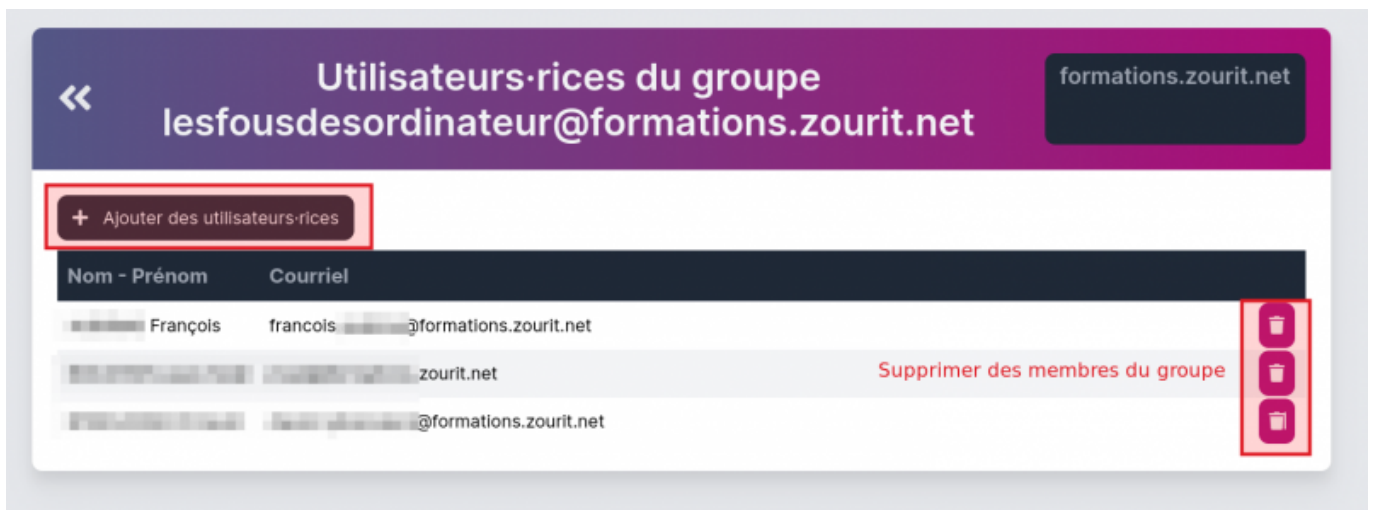 Utilisateurs·rices du groupe
lesfousdesordinateur@formations.zourit.net
formations.zourit.net
+ Ajouter des utilisateurs·rices
Nom - Prénom Courriel
François francois @formations.zourit.net
zourit.net
Supprimer des membres du groupe
@formations.zourit.net